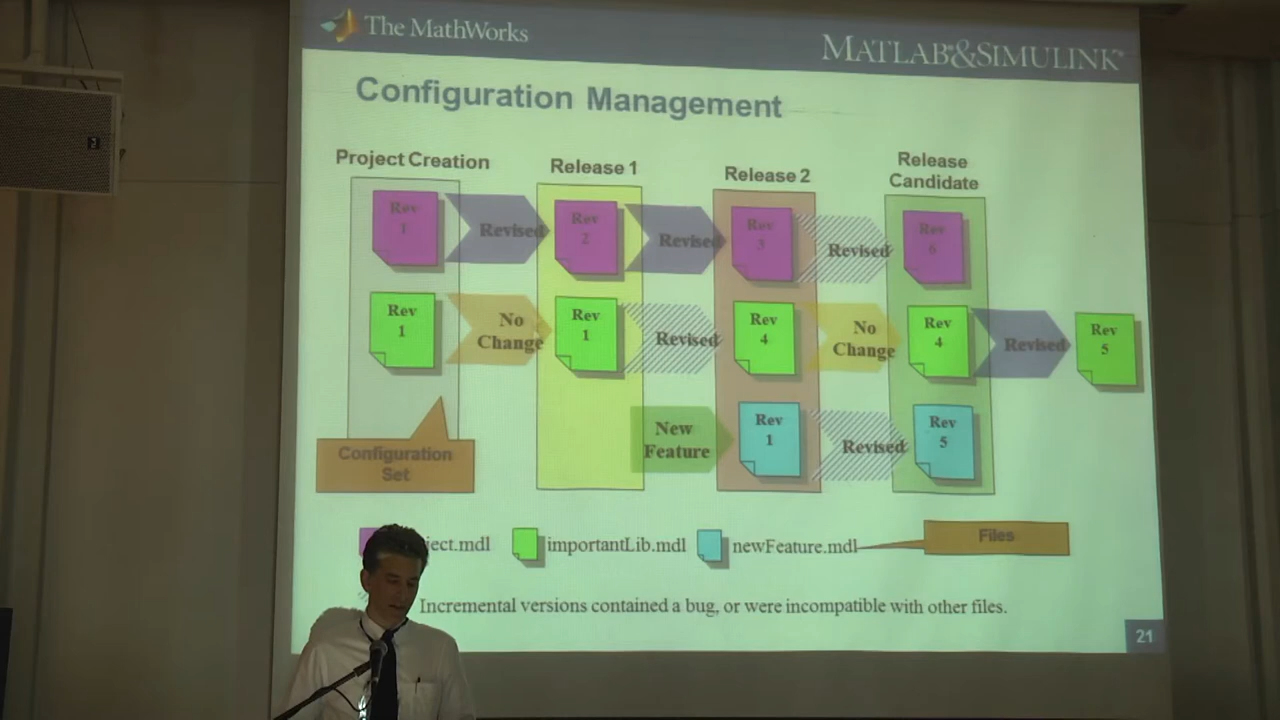 The MathWorks
MATLAB&SIMULINK
Configuration Management
Project Creation
Release 1
Release 2
Release
Candidate
Rev
1
Revised
Rev
2
Revised
Rev
3
Revised
Rev
6
Rev
1
No
Change
Rev
1
Revised
Rev
4
No
Change
Rev
4
Revised
Rev
5
New
Feature
Rev
1
Revised
Rev
5
Configuration
Set
ject.mdl
importantLib.mdl
newFeature.mdl
Files
Incremental versions contained a bug, or were incompatible with other files.
21